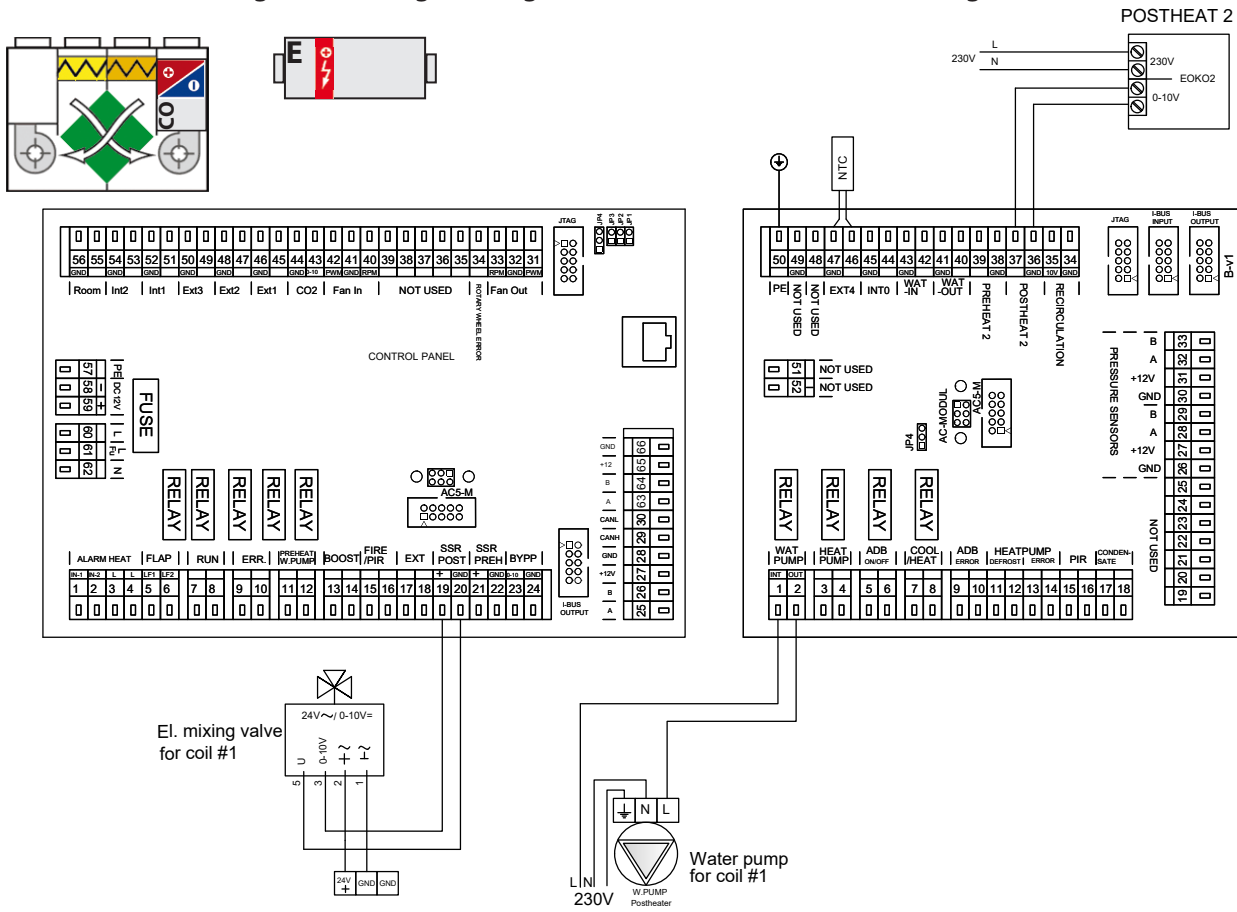 POSTHEAT 2
E
CO
230V
L
N
230V
EOKO2
0-10V
NTC
JTAG
JP4
JP3
JP2
JP1
56 55 54 53 52 51 50 49 48 47 46 45 44 43 42 41 40 39 38 37 36 35 34 33 32 31
GND GND GND GND GND GND GND 0-10 PWM GND RPM RPM GND PWM
Room Int2 Int1 Ext3 Ext2 Ext1 CO2 Fan In NOT USED ROTARY WHEEL ERROR Fan Out
CONTROL PANEL
57 58 59
PE DC 12V
- +
60 61 62
L L N
Fu
FUSE
RELAY RELAY RELAY RELAY RELAY
AC5-M
GND 66
+12 65
B 64
A 63
CANL 30
CANH 29
GND 28
+12V 27
B 26
A 25
I-BUS
OUTPUT
ALARM HEAT FLAP RUN ERR. PREHEAT W.PUMP BOOST FIRE /PIR EXT SSR POST SSR PREH BYPP
IN-1 IN-2 L L LF1 LF2 + GND + GND 0-10 GND
1 2 3 4 5 6 7 8 9 10 11 12 13 14 15 16 17 18 19 20 21 22 23 24
JTAG
I-BUS
INPUT
I-BUS
OUTPUT
B-v1
50 49 48 47 46 45 44 43 42 41 40 39 38 37 36 35 34
GND GND GND GND GND GND GND 10V GND
PE NOT USED NOT USED EXT4 INT0 WAT -IN WAT -OUT PREHEAT 2 POSTHEAT 2 RECIRCULATION
51 NOT USED
52 NOT USED
AC-MODUL
AC5-M
JP4
PRESSURE SENSORS
B 33
A 32
+12V 31
GND 30
B 29
A 28
+12V 27
GND 26
25
24
23
22
21
20
19
NOT USED
RELAY RELAY RELAY RELAY
WAT PUMP HEAT PUMP ADB ON/OFF COOL /HEAT ADB ERROR HEATPUMP DEFROST ERROR PIR CONDEN- SATE
INT OUT
1 2 3 4 5 6 7 8 9 10 11 12 13 14 15 16 17 18
El. mixing valve
for coil #1
24V~/ 0-10V=
U 0-10V
5 3 2 1
24V + GND GND
N L
L N
230V
W.PUMP
Postheater
Water pump
for coil #1